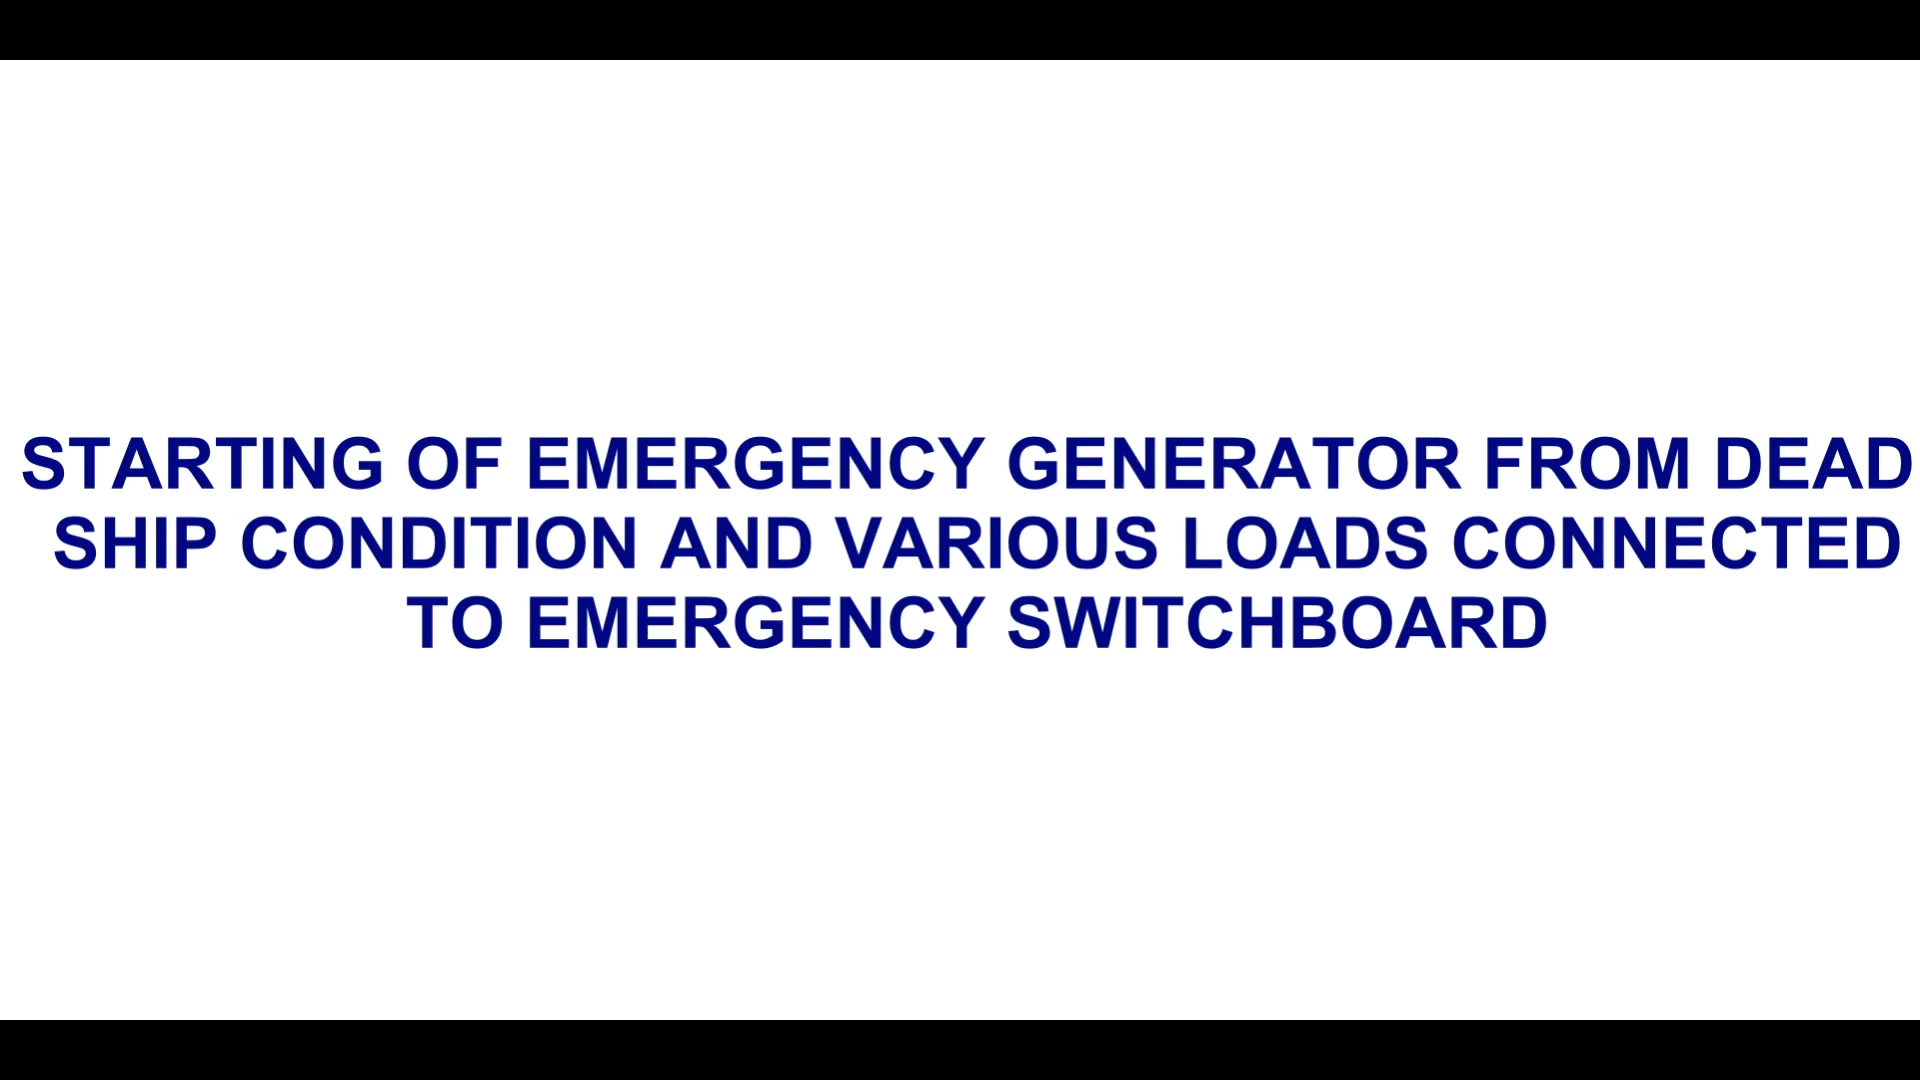 STARTING OF EMERGENCY GENERATOR FROM DEAD
SHIP CONDITION AND VARIOUS LOADS CONNECTED
TO EMERGENCY SWITCHBOARD